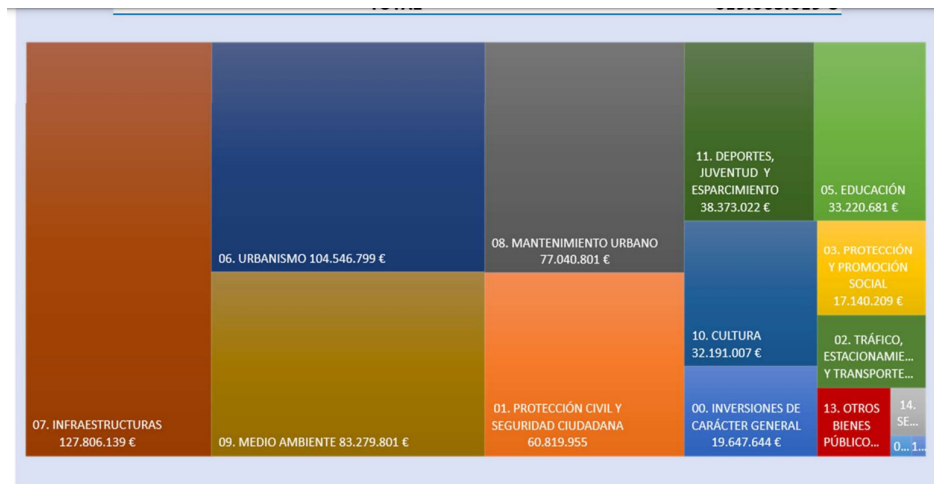 TOTAL
07. INFRAESTRUCTURAS
127.806.139 €
06. URBANISMO 104.546.799 €
09. MEDIO AMBIENTE 83.279.801 €
08. MANTENIMIENTO URBANO
77.040.801 €
01. PROTECCIÓN CIVIL Y
SEGURIDAD CIUDADANA
60.819.955
11. DEPORTES,
JUVENTUD Y
ESPARCIMIENTO
38.373.022 €
05. EDUCACIÓN
33.220.681 €
10. CULTURA
32.191.007 €
00. INVERSIONES DE
CARÁCTER GENERAL
19.647.644 €
03. PROTECCIÓN
Y PROMOCIÓN
SOCIAL
17.140.209 €
02. TRÁFICO,
ESTACIONAMIE...
Y TRANSPORTE...
13. OTROS
BIENES
PÚBLICO...
14.
SE...
0... 1...